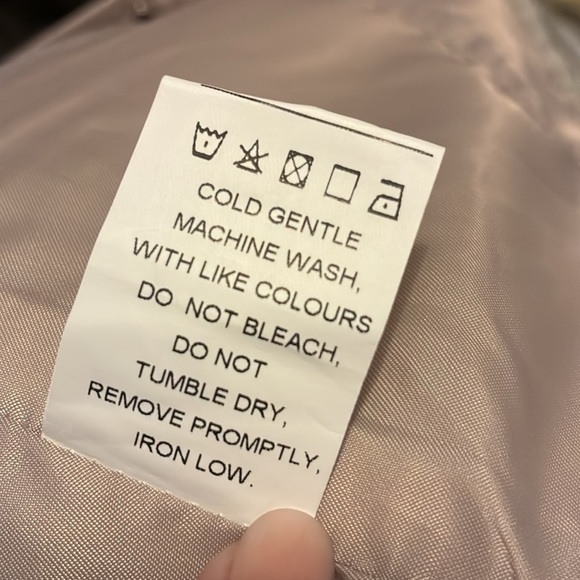 COLD GENTLE
MACHINE WASH,
WITH LIKE COLOURS
DO NOT BLEACH,
DO NOT
TUMBLE DRY,
REMOVE PROMPTLY,
IRON LOW.